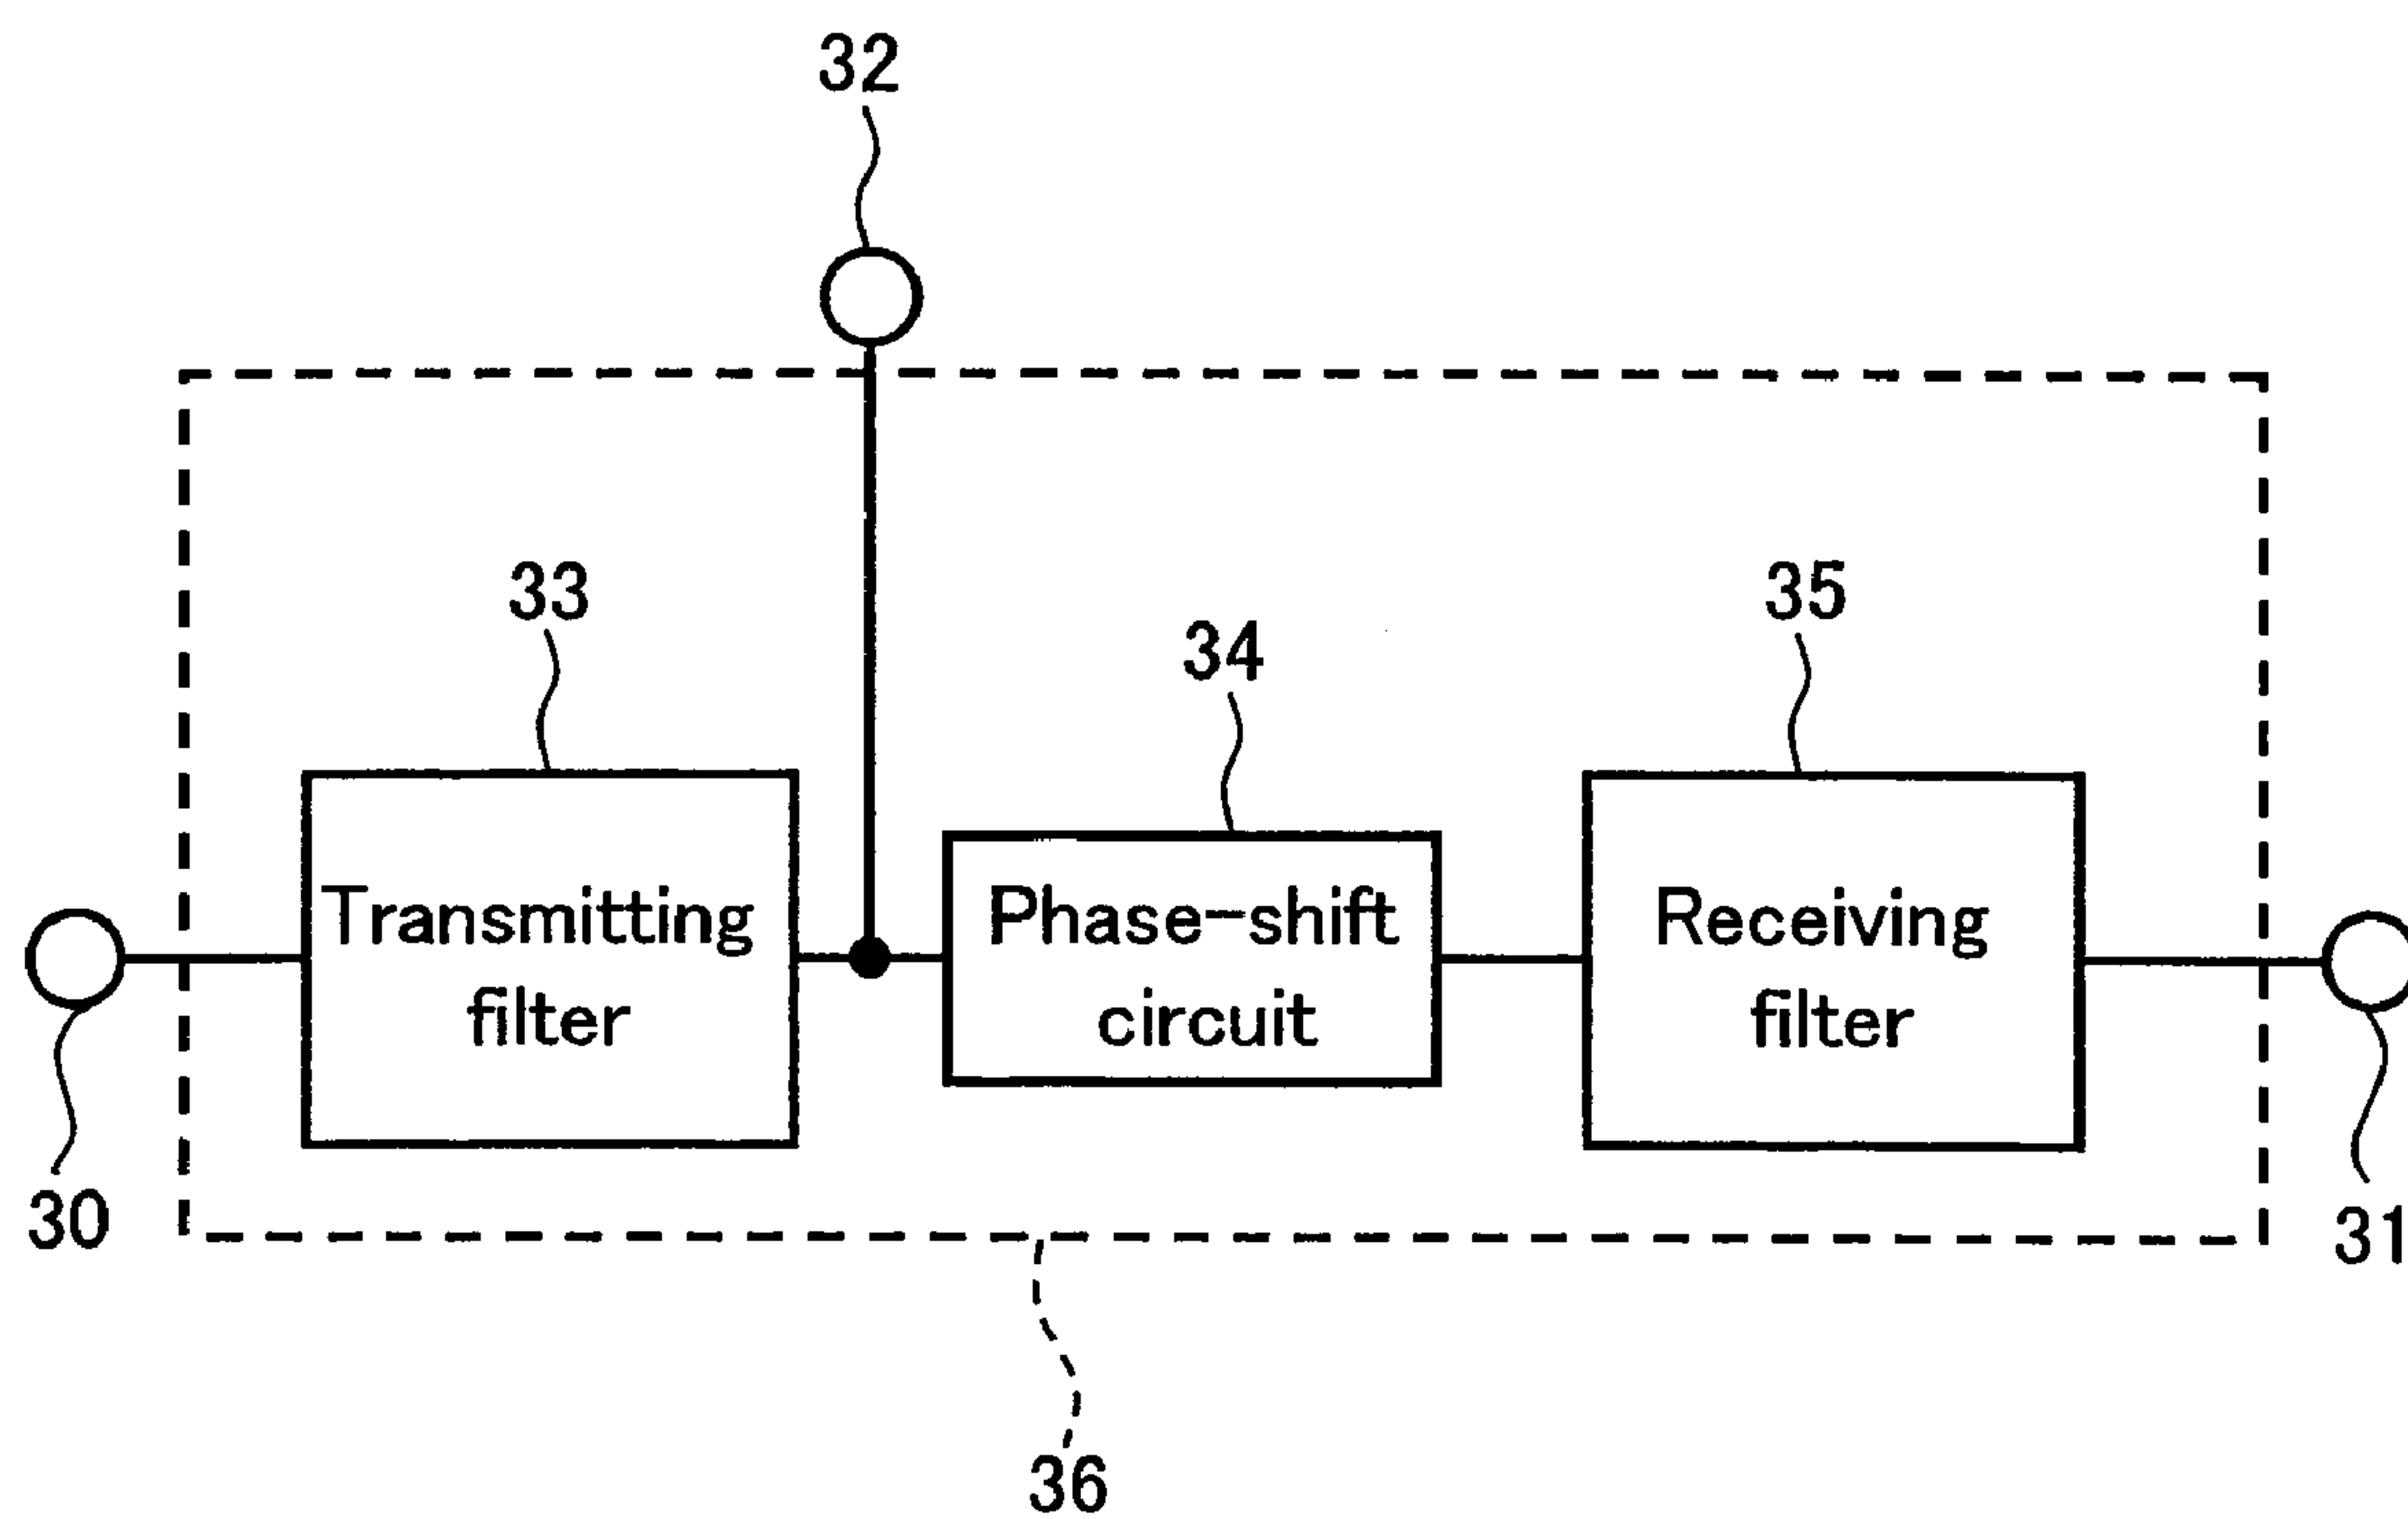 32
33
34
35
Transmitting
filter
Phase-shift
circuit
Receiving
filter
30
31
36